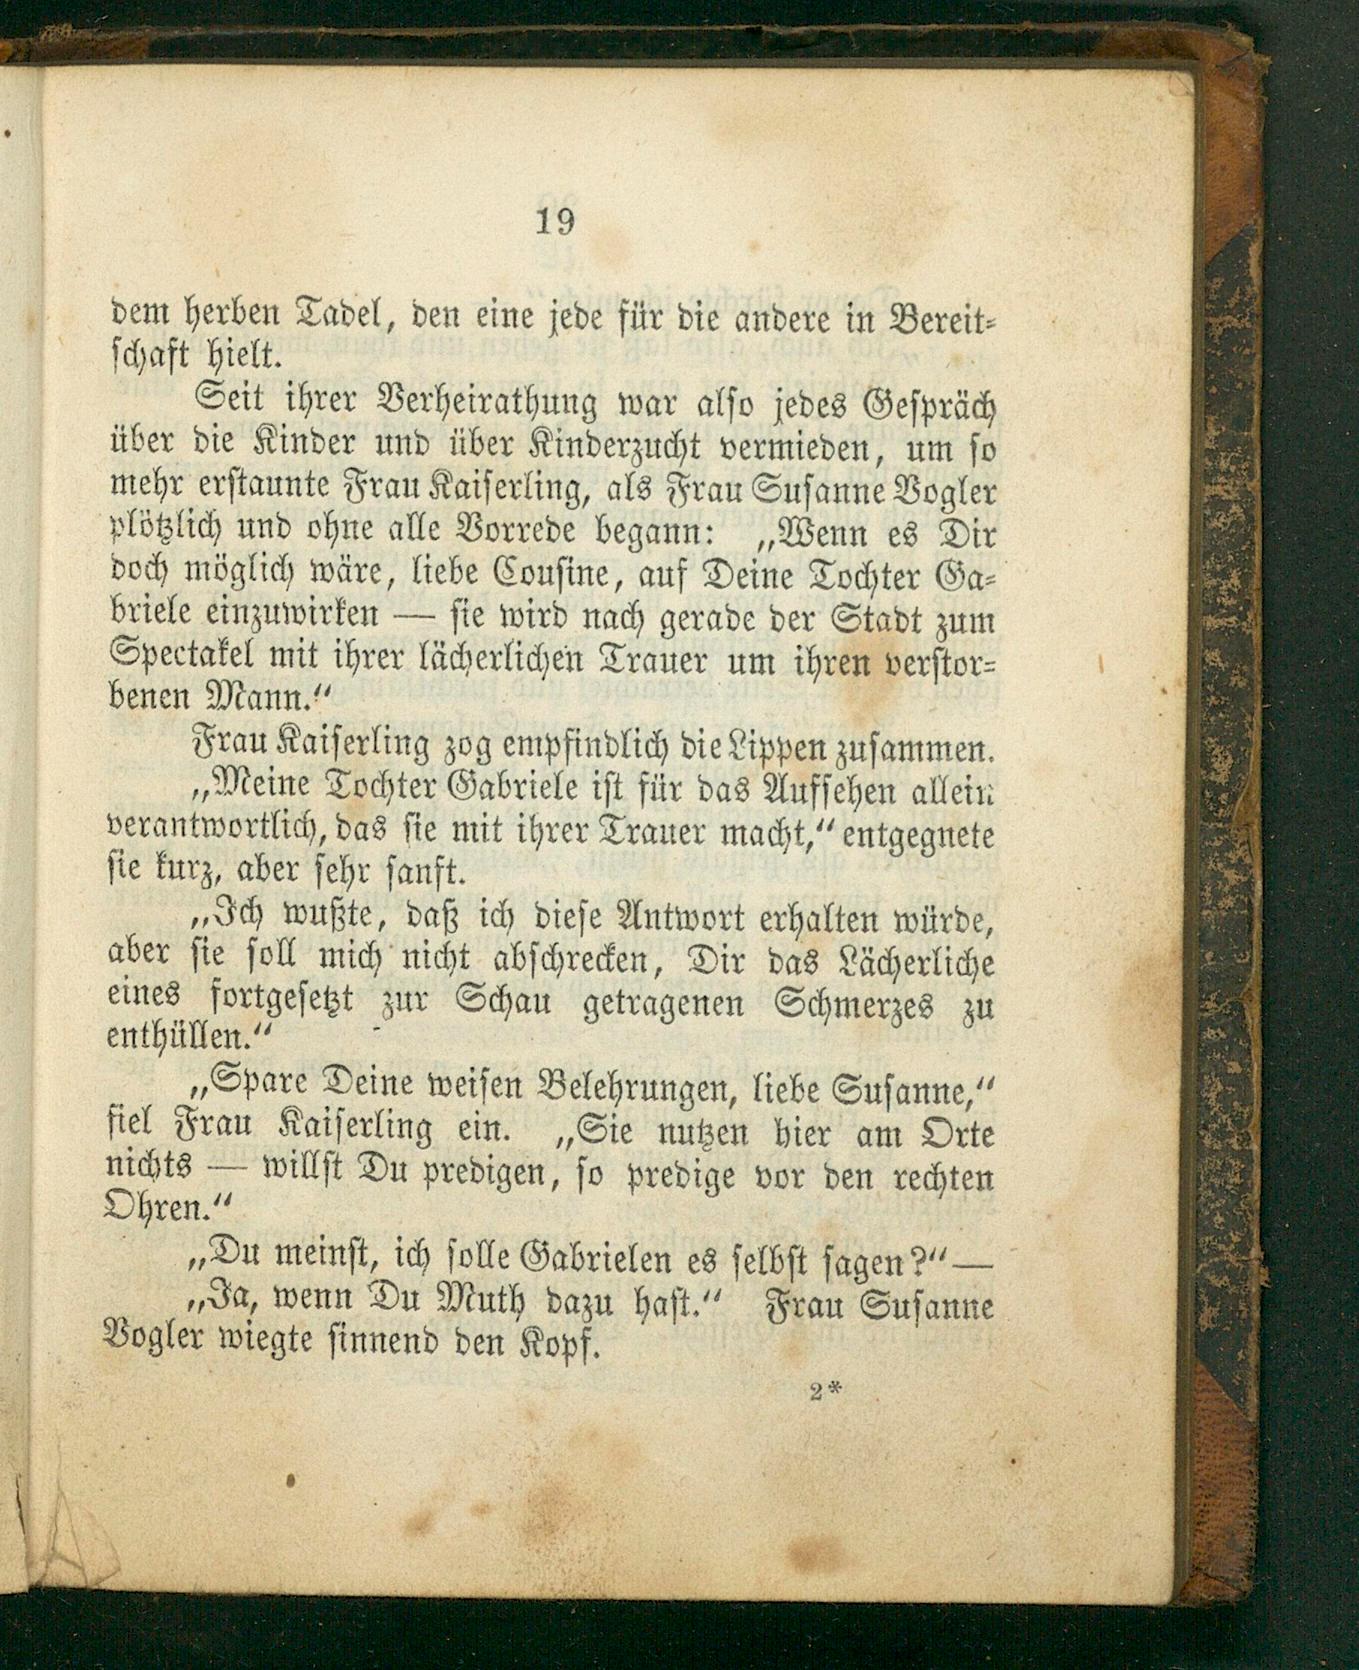 19
dem herben Tadel, den eine jede für die andere in Bereit-
schaft hielt.
Seit ihrer Verheirathung war also jedes Gespräch
über die Kinder und über Kinderzucht vermieden, um so
mehr erstaunte Frau Kaiserling, als Frau Susanne Vogler
plötzlich und ohne alle Vorrede begann: „Wenn es Dir
doch möglich wäre, liebe Cousine, auf Deine Tochter Ga-
briele einzuwirken — sie wird nach gerade der Stadt zum
Spectakel mit ihrer lächerlichen Trauer um ihren verstor-
benen Mann.“
Frau Kaiserling zog empfindlich die Lippen zusammen.
„Meine Tochter Gabriele ist für das Aufsehen allein
verantwortlich, das sie mit ihrer Trauer macht,“ entgegnete
sie kurz, aber sehr sanft.
„Ich wußte, daß ich diese Antwort erhalten würde,
aber sie soll mich nicht abschrecken, Dir das Lächerliche
eines fortgesetzt zur Schau getragenen Schmerzes zu
enthüllen.“
„Spare Deine weisen Belehrungen, liebe Susanne,“
fiel Frau Kaiserling ein. „Sie nutzen hier am Orte
nichts — willst Du predigen, so predige vor den rechten
Ohren.“
„Du meinst, ich solle Gabrielen es selbst sagen?“ —
„Ja, wenn Du Muth dazu hast.“ Frau Susanne
Vogler wiegte sinnend den Kopf.
2*